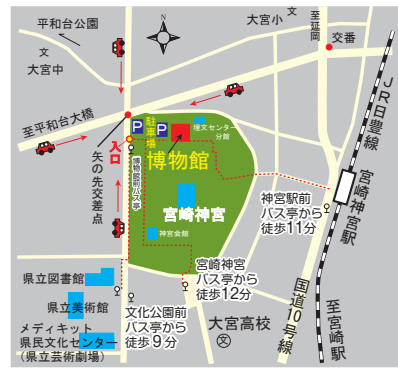 平和台公園
文
大宮中
大宮小 文
至延岡
交番
JR日豊線
至平和台大橋
P
P
駐車場
埋文センター
分館
入口
博物館
矢の先交差点
博物館前バス亭
宮崎神宮
神宮会館
神宮駅前
バス亭から
徒歩11分
宮崎神宮駅
県立図書館
県立美術館
メディキット
県民文化センター
(県立芸術劇場)
文化公園前
バス亭から
徒歩9分
宮崎神宮
バス亭から
徒歩12分
大宮高校
文
国道10号線
至宮崎駅